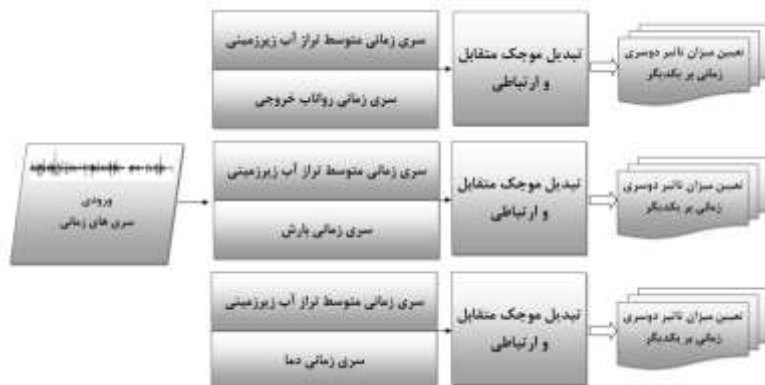 سری زمانی متوسط تراز آب زیرزمینی
سری زمانی رواناب خروجی
تبدیل موجک متقابل
و ارتباطی
تعیین میزان تاثیر دوسری
زمانی بر یکدیگر
ورودی
سری های زمانی
سری زمانی متوسط تراز آب زیرزمینی
سری زمانی بارش
تبدیل موجک متقابل
و ارتباطی
تعیین میزان تاثیر دوسری
زمانی بر یکدیگر
سری زمانی متوسط تراز آب زیرزمینی
سری زمانی دما
تبدیل موجک متقابل
و ارتباطی
تعیین میزان تاثیر دوسری
زمانی بر یکدیگر